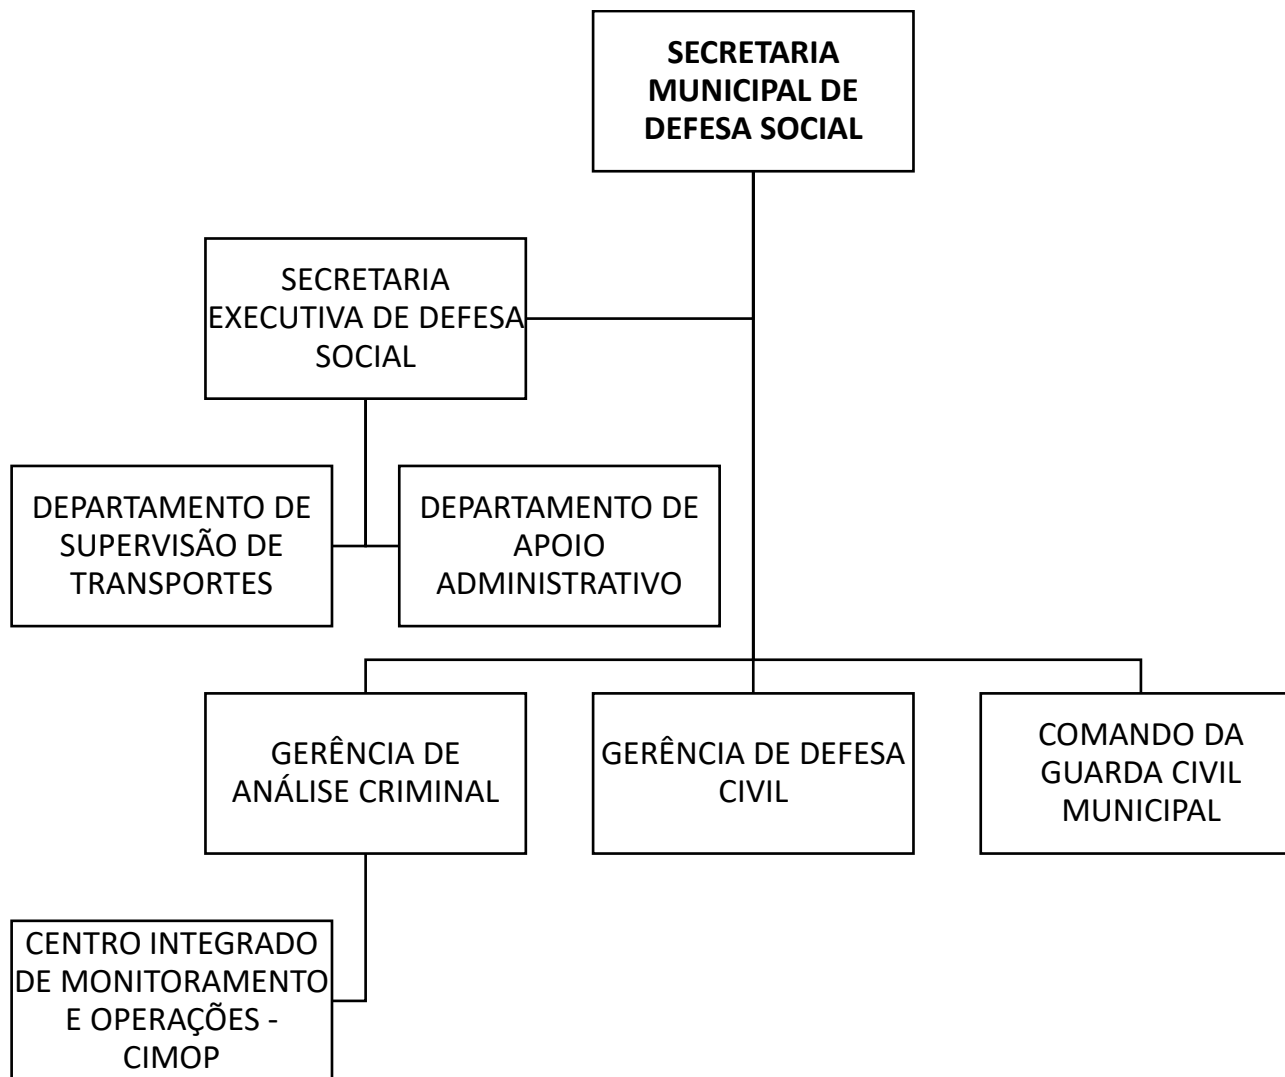 SECRETARIA
MUNICIPAL DE
DEFESA SOCIAL
SECRETARIA
EXECUTIVA DE DEFESA
SOCIAL
DEPARTAMENTO DE
SUPERVISÃO DE
TRANSPORTES
DEPARTAMENTO DE
APOIO
ADMINISTRATIVO
GERÊNCIA DE
ANÁLISE CRIMINAL
GERÊNCIA DE DEFESA
CIVIL
COMANDO DA
GUARDA CIVIL
MUNICIPAL
CENTRO INTEGRADO
DE MONITORAMENTO
E OPERAÇÕES -
CIMOP